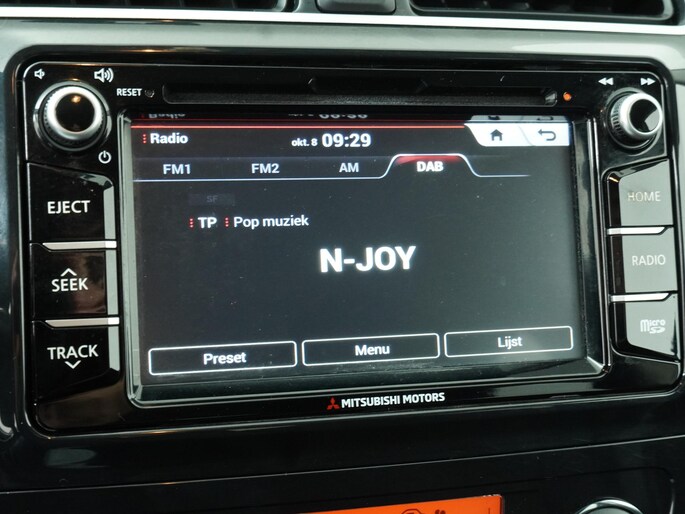 RESET
Radio
okt. 8 09:29
FM1 FM2 AM DAB
TP Pop muziek
N-JOY
Preset Menu Lijst
EJECT
SEEK
TRACK
HOME
RADIO
micro SD
MITSUBISHI MOTORS